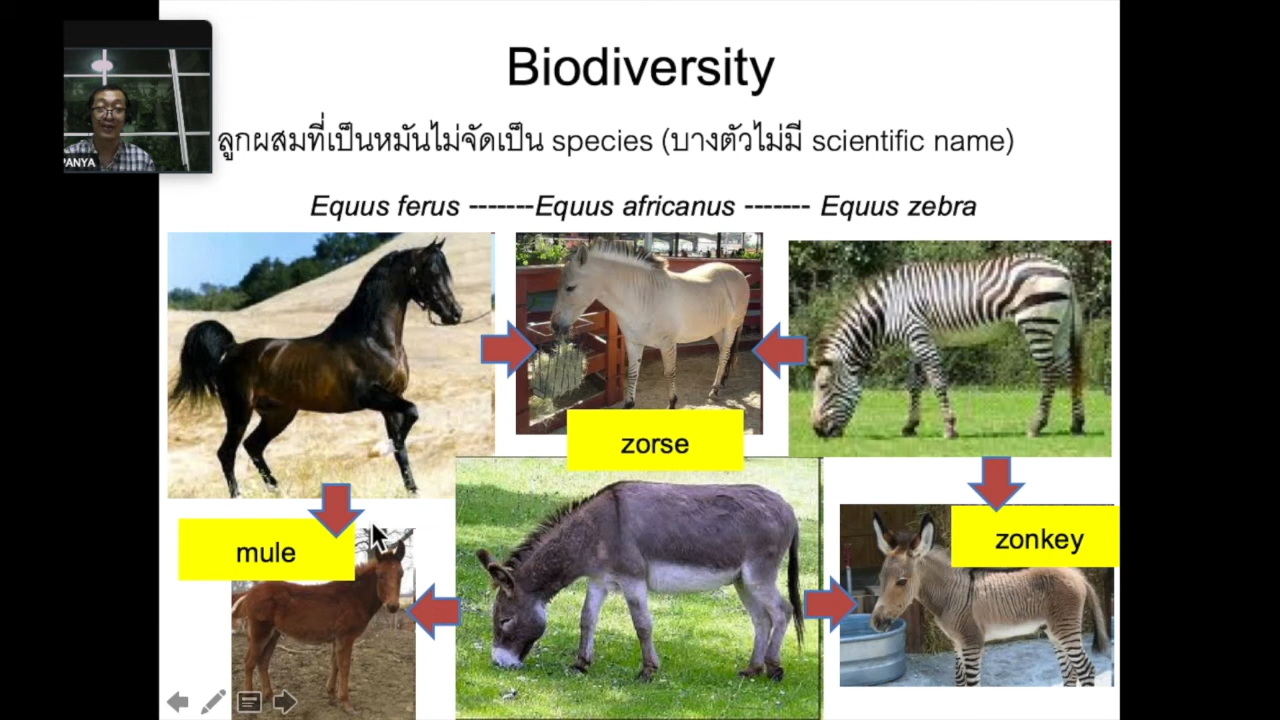 Biodiversity
ลูกผสมที่เป็นหมันไม่จัดเป็น species (บางตัวไม่มี scientific name)
Equus ferus -------Equus africanus ------- Equus zebra
zorse
mule
zonkey
PANYA